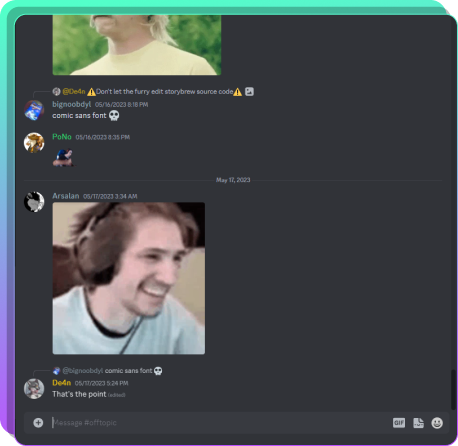 @De4n ⚠️Don't let the furry edit storybrew source code⚠️
bignoobdyl 05/16/2023 8:18 PM
comic sans font 💀
PoNo 05/16/2023 8:35 PM
May 17, 2023
Arsalan 05/17/2023 3:34 AM
@bignoobdyl comic sans font 💀
De4n 05/17/2023 5:24 PM
That's the point (edited)
Message #offtopic
GIF